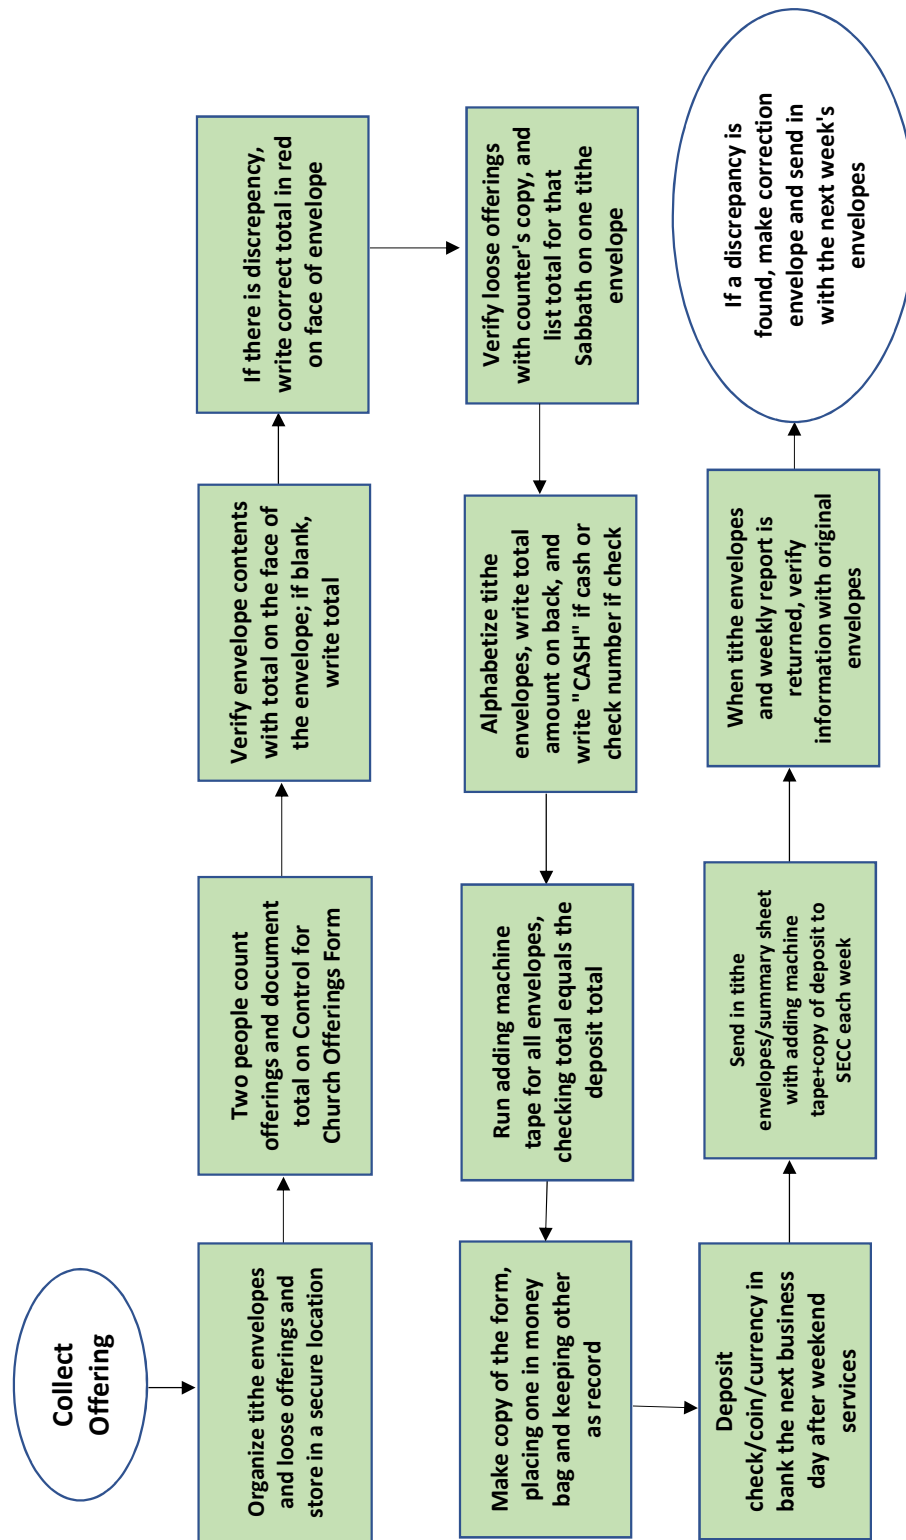 Collect
Offering
Organize tithe envelopes
and loose offerings and
store in a secure location
Two people count
offerings and document
total on Control for
Church Offerings Form
Verify envelope contents
with total on the face of
the envelope; if blank,
write total
If there is discrepency,
write correct total in red
on face of envelope
Verify loose offerings
with counter's copy, and
list total for that
Sabbath on one tithe
envelope
Alphabetize tithe
envelopes, write total
amount on back, and
write "CASH" if cash or
check number if check
Run adding machine
tape for all envelopes,
checking total equals the
deposit total
Make copy of the form,
placing one in money
bag and keeping other
as record
Deposit
check/coin/currency in
bank the next business
day after weekend
services
Send in tithe
envelopes/summary sheet
with adding machine
tape+copy of deposit to
SECC each week
When tithe envelopes
and weekly report is
returned, verify
information with original
envelopes
If a discrepancy is
found, make correction
envelope and send in
with the next week's
envelopes